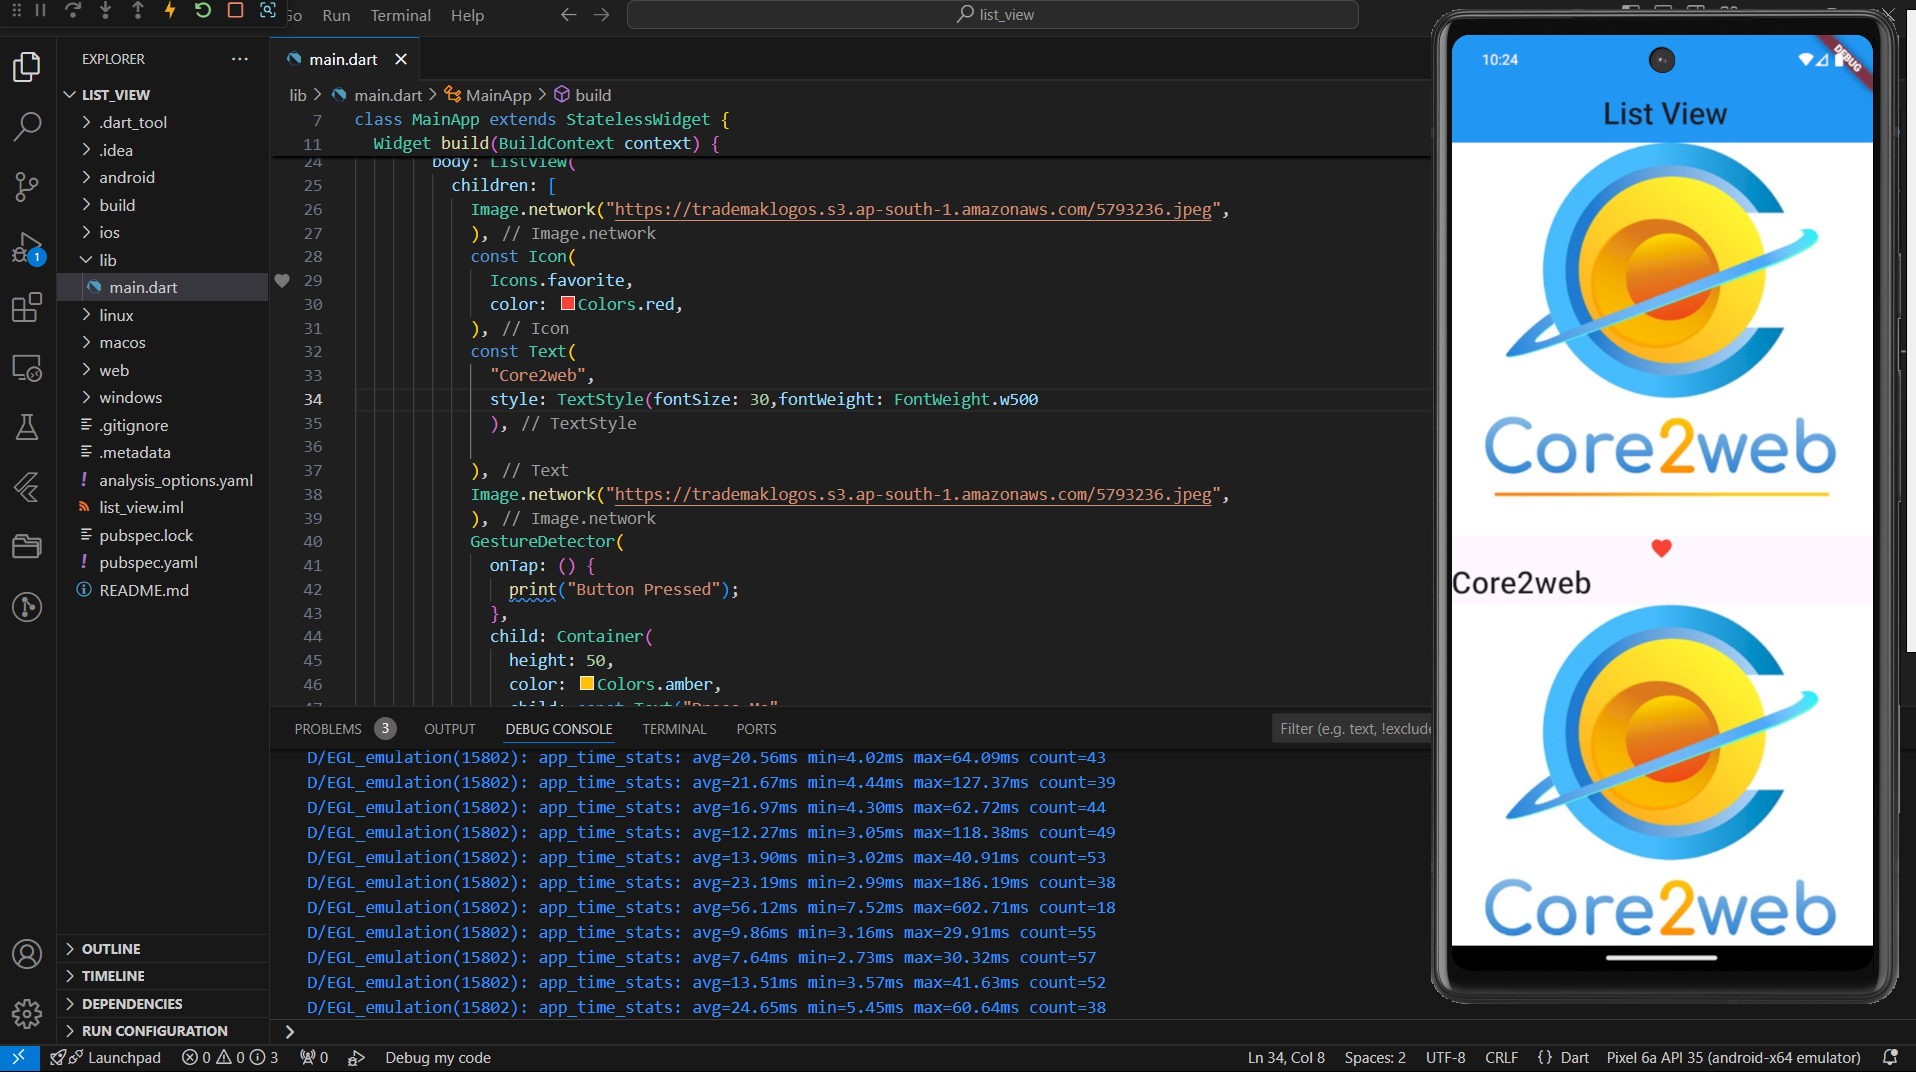 Go
Run
Terminal
Help
list_view
EXPLORER
LIST_VIEW
.dart_tool
.idea
android
build
ios
lib
main.dart
linux
macos
web
windows
.gitignore
.metadata
analysis_options.yaml
list_view.iml
pubspec.lock
pubspec.yaml
README.md
OUTLINE
TIMELINE
DEPENDENCIES
RUN CONFIGURATION
1
main.dart
lib > main.dart > MainApp > build
7 class MainApp extends StatelessWidget {
11 Widget build(BuildContext context) {
24 body: ListView(
25 children: [
26 Image.network("https://trademaklogos.s3.ap-south-1.amazonaws.com/5793236.jpeg",
27 ), // Image.network
28 const Icon(
29 Icons.favorite,
30 color: Colors.red,
31 ), // Icon
32 const Text(
33 "Core2web",
34 style: TextStyle(fontSize: 30,fontWeight: FontWeight.w500
35 ), // TextStyle
36
37 ), // Text
38 Image.network("https://trademaklogos.s3.ap-south-1.amazonaws.com/5793236.jpeg",
39 ), // Image.network
40 GestureDetector(
41 onTap: () {
42 print("Button Pressed");
43 },
44 child: Container(
45 height: 50,
46 color: Colors.amber,
47 child: const Text("Press Me"
PROBLEMS 3 OUTPUT DEBUG CONSOLE TERMINAL PORTS
Filter (e.g. text, !exclude
D/EGL_emulation(15802): app_time_stats: avg=20.56ms min=4.02ms max=64.09ms count=43
D/EGL_emulation(15802): app_time_stats: avg=21.67ms min=4.44ms max=127.37ms count=39
D/EGL_emulation(15802): app_time_stats: avg=16.97ms min=4.30ms max=62.72ms count=44
D/EGL_emulation(15802): app_time_stats: avg=12.27ms min=3.05ms max=118.38ms count=49
D/EGL_emulation(15802): app_time_stats: avg=13.90ms min=3.02ms max=40.91ms count=53
D/EGL_emulation(15802): app_time_stats: avg=23.19ms min=2.99ms max=186.19ms count=38
D/EGL_emulation(15802): app_time_stats: avg=56.12ms min=7.52ms max=602.71ms count=18
D/EGL_emulation(15802): app_time_stats: avg=9.86ms min=3.16ms max=29.91ms count=55
D/EGL_emulation(15802): app_time_stats: avg=7.64ms min=2.73ms max=30.32ms count=57
D/EGL_emulation(15802): app_time_stats: avg=13.51ms min=3.57ms max=41.63ms count=52
D/EGL_emulation(15802): app_time_stats: avg=24.65ms min=5.45ms max=60.64ms count=38
Launchpad 0 0 3 0 Debug my code Ln 34, Col 8 Spaces: 2 UTF-8 CRLF {} Dart Pixel 6a API 35 (android-x64 emulator)
10:24
DEBUG
List View
Core2web
Core2web
Core2web